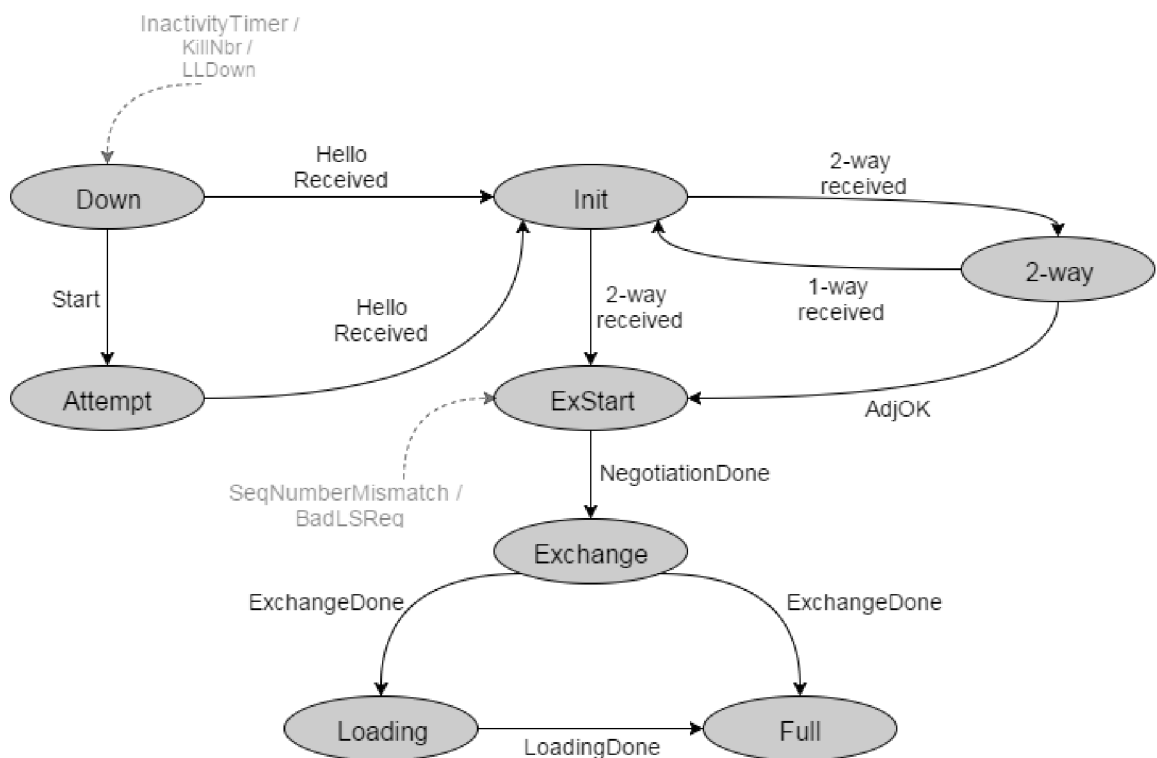 InactivityTimer /
KillNbr /
LLDown
Hello
Received
2-way
received
Down
Init
2-way
1-way
received
Start
Hello
Received
2-way
received
Attempt
ExStart
AdjOK
SeqNumberMismatch /
BadLSReq
NegotiationDone
Exchange
ExchangeDone
ExchangeDone
Loading
Full
LoadingDone